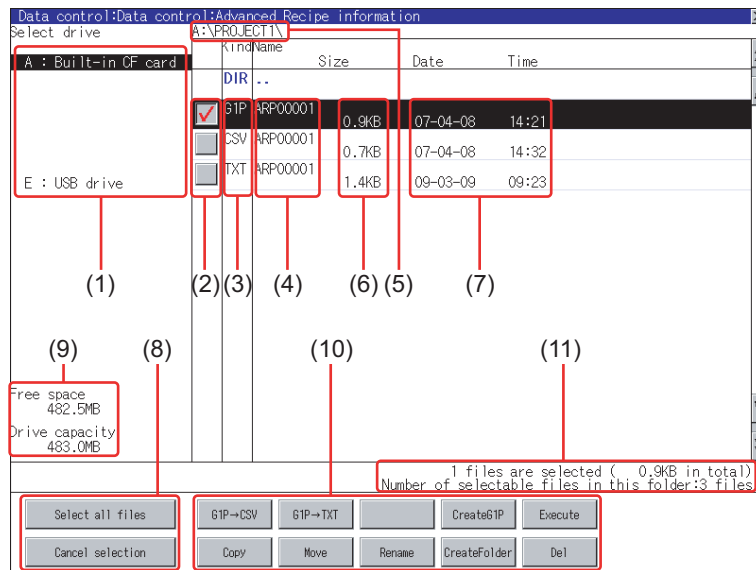 Data control:Data control:Advanced Recipe information
Select drive
A:\PROJECT1\
Kind Name Size Date Time
A : Built-in CF card
DIR ..
G1P ARP00001 0.9KB 07-04-08 14:21
CSV ARP00001 0.7KB 07-04-08 14:32
TXT ARP00001 1.4KB 09-03-09 09:23
E : USB drive
(1) (2) (3) (4) (6) (5) (7)
(9) (8) (10) (11)
Free space
482.5MB
Drive capacity
483.0MB
1 files are selected ( 0.9KB in total)
Number of selectable files in this folder:3 files
Select all files G1P→CSV G1P→TXT CreateG1P Execute
Cancel selection Copy Move Rename CreateFolder Del